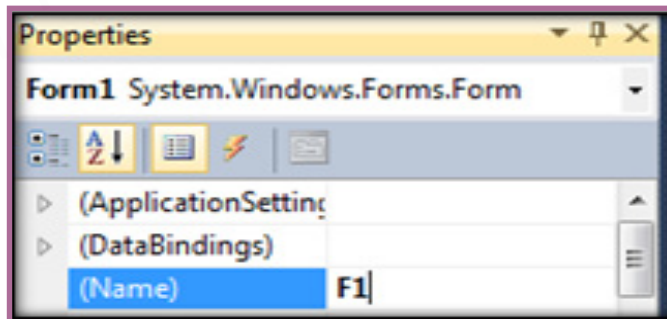 Properties
Form1 System.Windows.Forms.Form
(ApplicationSetting
(DataBindings)
(Name) F1